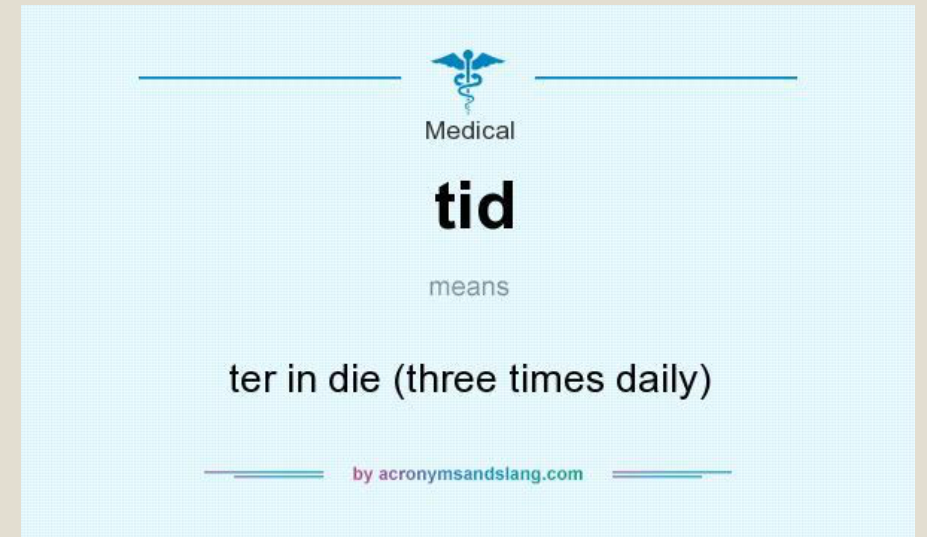 Medical
tid
means
ter in die (three times daily)
by acronymsandslang.com